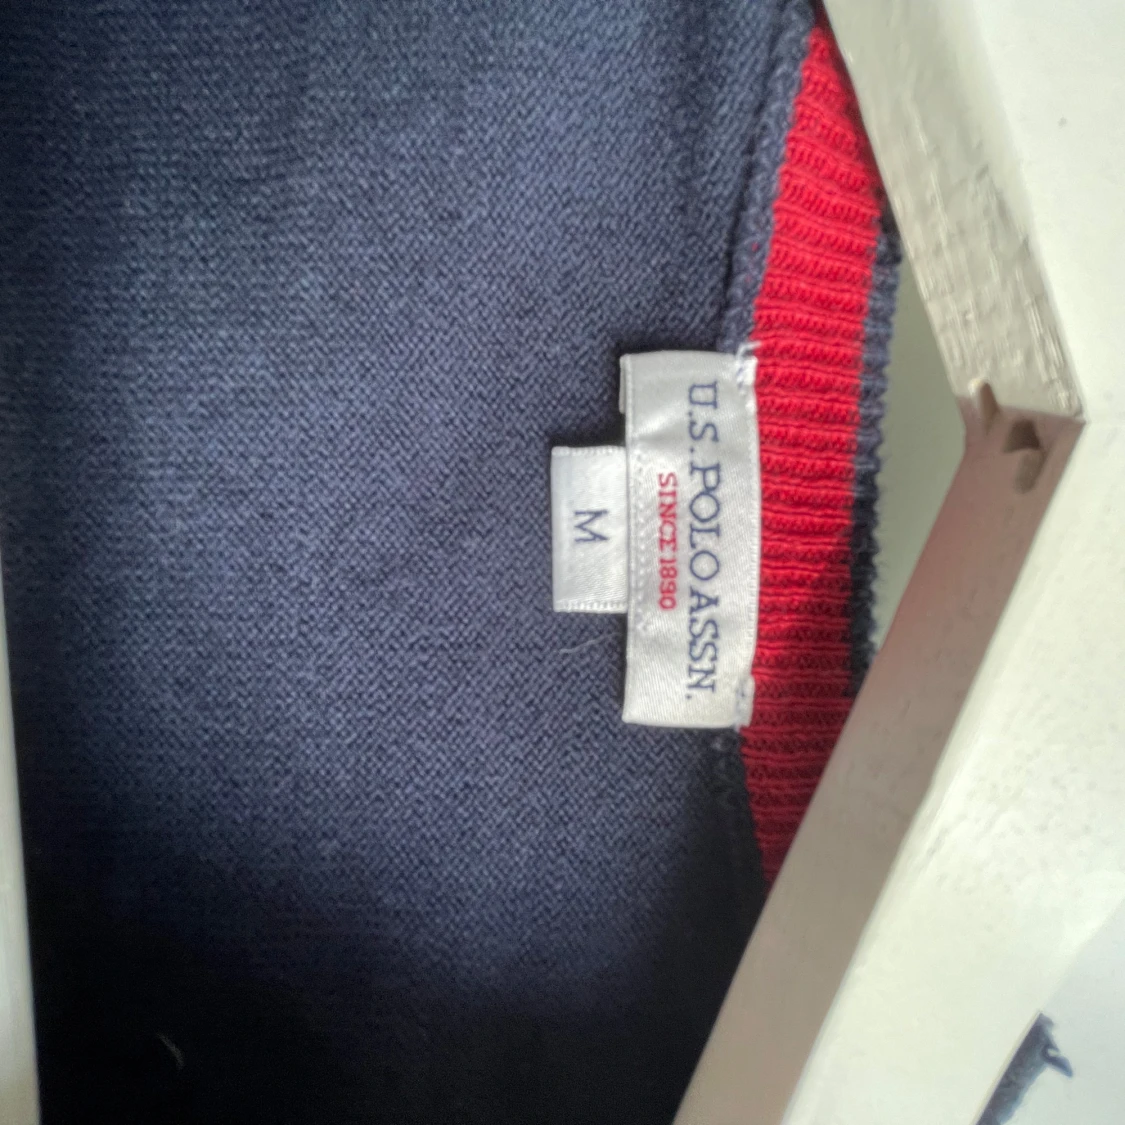 U.S. POLO ASSN.
SINCE 1890
M